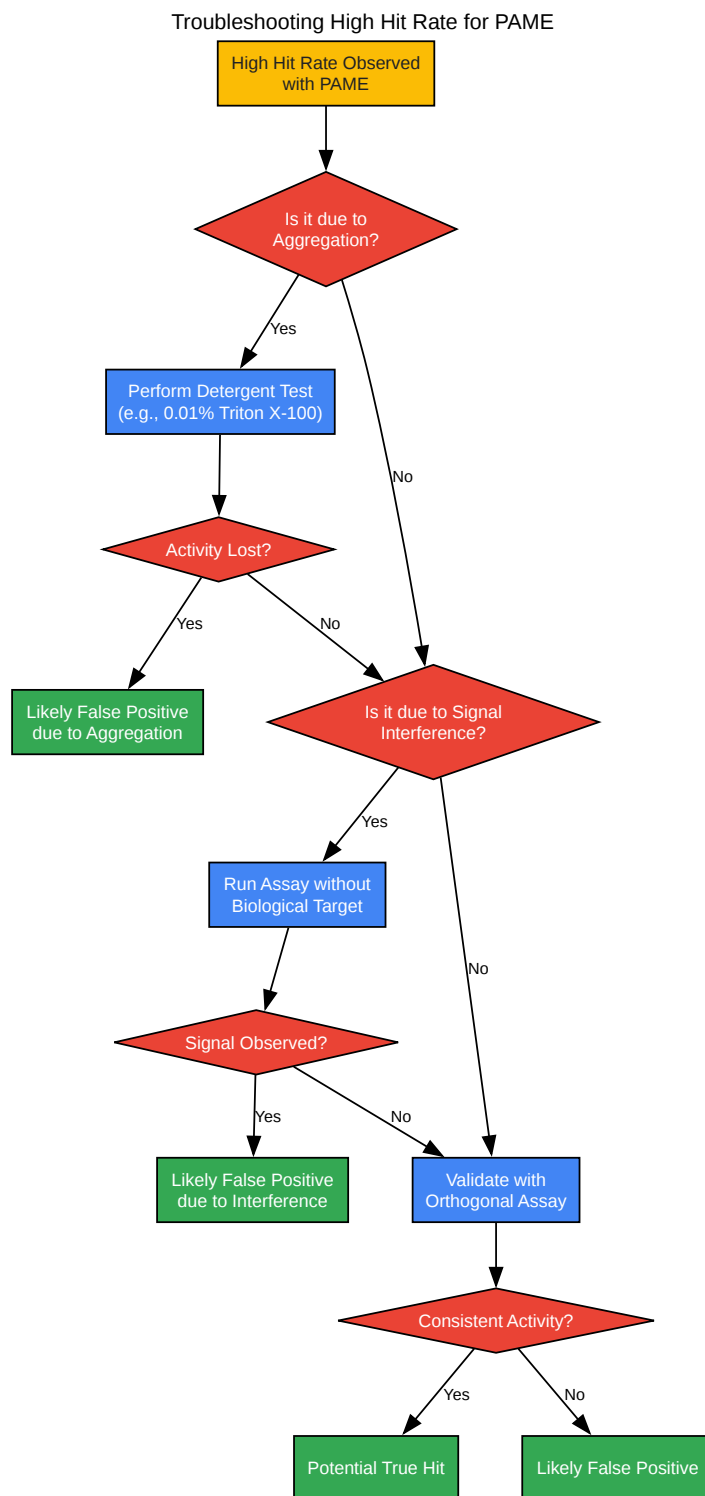 Troubleshooting High Hit Rate for PAME
High Hit Rate Observed
with PAME
Is it due to
Aggregation?
Yes
Perform Detergent Test
(e.g., 0.01% Triton X-100)
No
Activity Lost?
Yes
No
Likely False Positive
due to Aggregation
Is it due to Signal
Interference?
Yes
Run Assay without
Biological Target
No
Signal Observed?
Yes
No
Likely False Positive
due to Interference
Validate with
Orthogonal Assay
Consistent Activity?
Yes
No
Potential True Hit
Likely False Positive